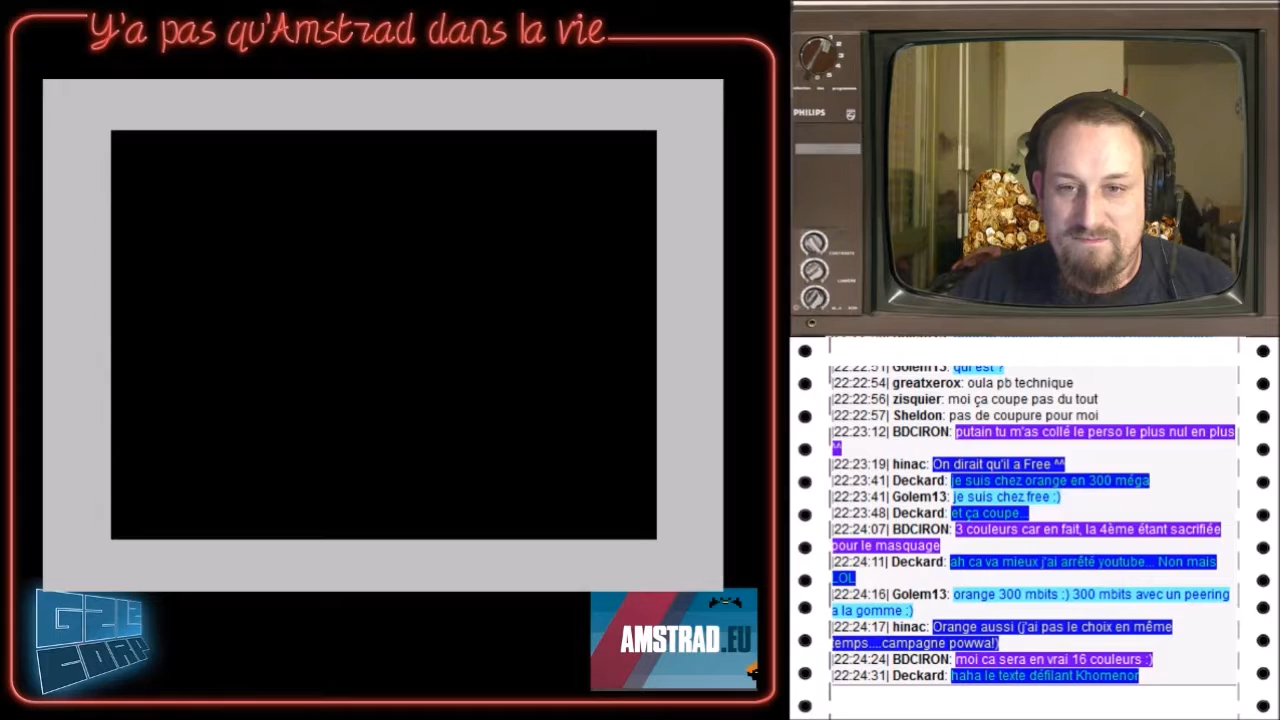 Y'a pas qu'Amstrad dans la vie
PHILIPS
|22:22:51| Golem13: qui est ?
|22:22:54| greatxerox: oula pb technique
|22:22:56| zisquier: moi ça coupe pas du tout
|22:22:57| Sheldon: pas de coupure pour moi
|22:23:12| BDCIRON: putain tu m'as collé le perso le plus nul en plus
^^
|22:23:19| hinac: On dirait qu'il a Free ^^
|22:23:41| Deckard: je suis chez orange en 300 méga
|22:23:41| Golem13: je suis chez free :)
|22:23:48| Deckard: et ça coupe...
|22:24:07| BDCIRON: 3 couleurs car en fait, la 4ème étant sacrifiée
pour le masquage
|22:24:11| Deckard: ah ca va mieux j'ai arrêté youtube... Non mais
LOL
|22:24:16| Golem13: orange 300 mbits :) 300 mbits avec un peering
a la gomme :)
|22:24:17| hinac: Orange aussi (j'ai pas le choix en même
temps....campagne powwa!)
|22:24:24| BDCIRON: moi ca sera en vrai 16 couleurs :)
|22:24:31| Deckard: haha le texte défilant Khomenor
AMSTRAD.EU